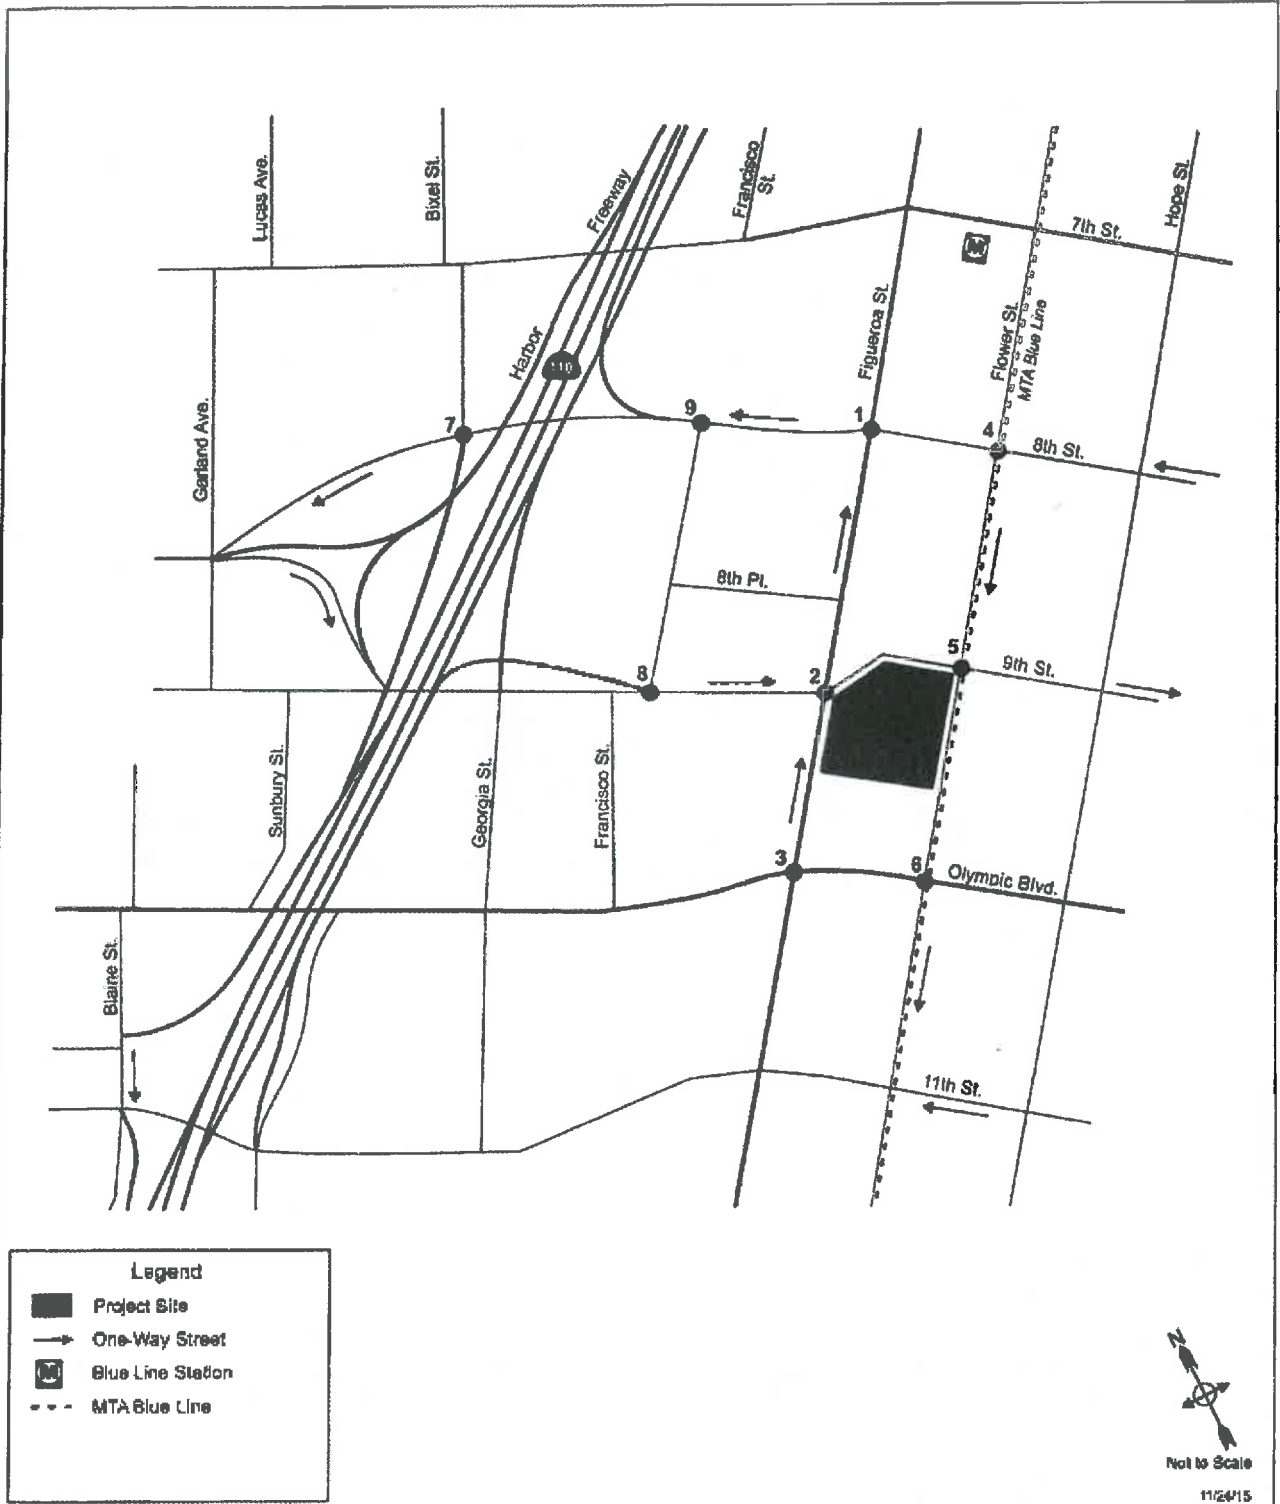 Lucas Ave.
Bixel St.
Freeway
Francisco
St.
Hope St.
7th St.
M
Harbor
110
Figueroa St.
Flower St.
MTA Blue Line
Garland Ave.
7
9
1
4
8th St.
8th Pl.
8
2
5
9th St.
Sunbury St.
Georgia St.
Francisco St.
3
6
Olympic Blvd.
Blaine St.
11th St.
Legend
Project Site
One-Way Street
M
Blue Line Station
MTA Blue Line
N
Not to Scale
11/24/15